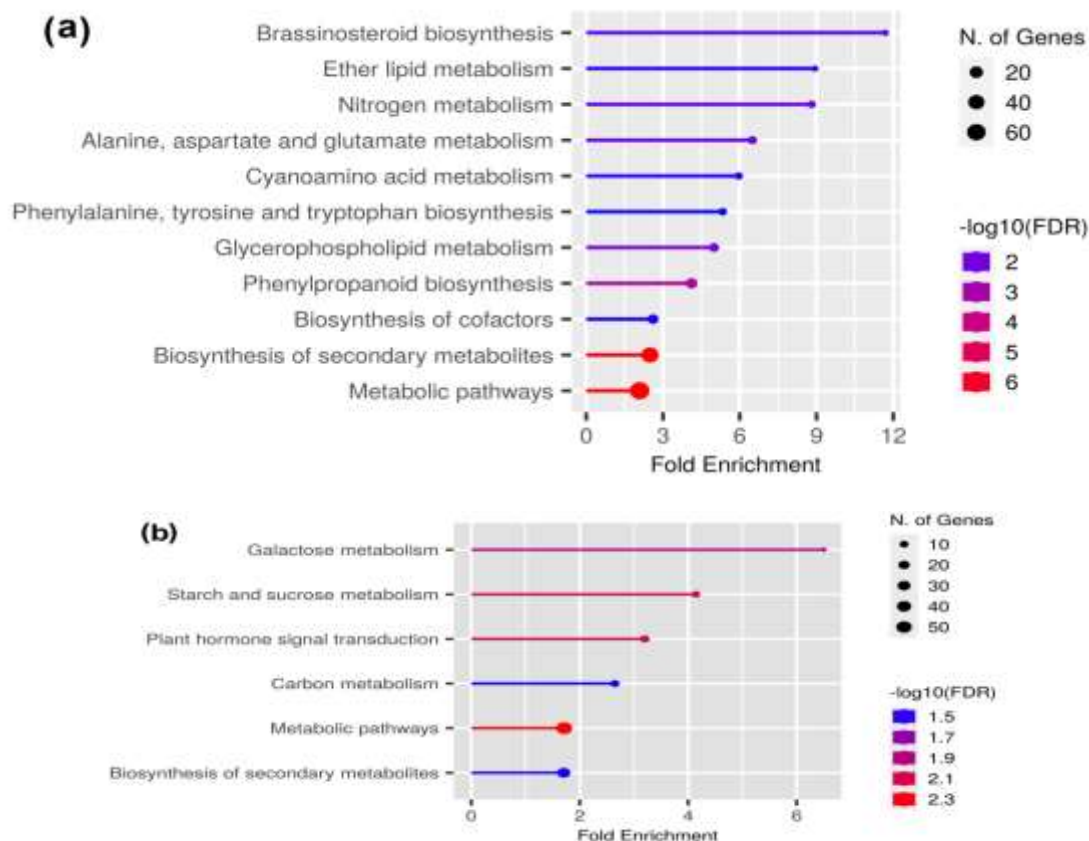 (a)
Brassinosteroid biosynthesis
Ether lipid metabolism
Nitrogen metabolism
Alanine, aspartate and glutamate metabolism
Cyanoamino acid metabolism
Phenylalanine, tyrosine and tryptophan biosynthesis
Glycerophospholipid metabolism
Phenylpropanoid biosynthesis
Biosynthesis of cofactors
Biosynthesis of secondary metabolites
Metabolic pathways
0 3 6 9 12
Fold Enrichment
N. of Genes
20
40
60
-log10(FDR)
2
3
4
5
6
(b)
Galactose metabolism
Starch and sucrose metabolism
Plant hormone signal transduction
Carbon metabolism
Metabolic pathways
Biosynthesis of secondary metabolites
0 2 4 6
Fold Enrichment
N. of Genes
10
20
30
40
50
-log10(FDR)
1.5
1.7
1.9
2.1
2.3